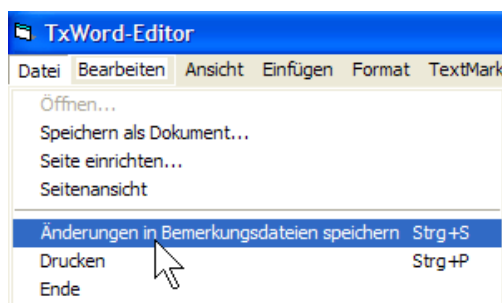 TxWord-Editor
Datei Bearbeiten Ansicht Einfügen Format TextMark
Öffnen...
Speichern als Dokument...
Seite einrichten...
Seitenansicht
Änderungen in Bemerkungsdateien speichern Strg+S
Drucken Strg+P
Ende